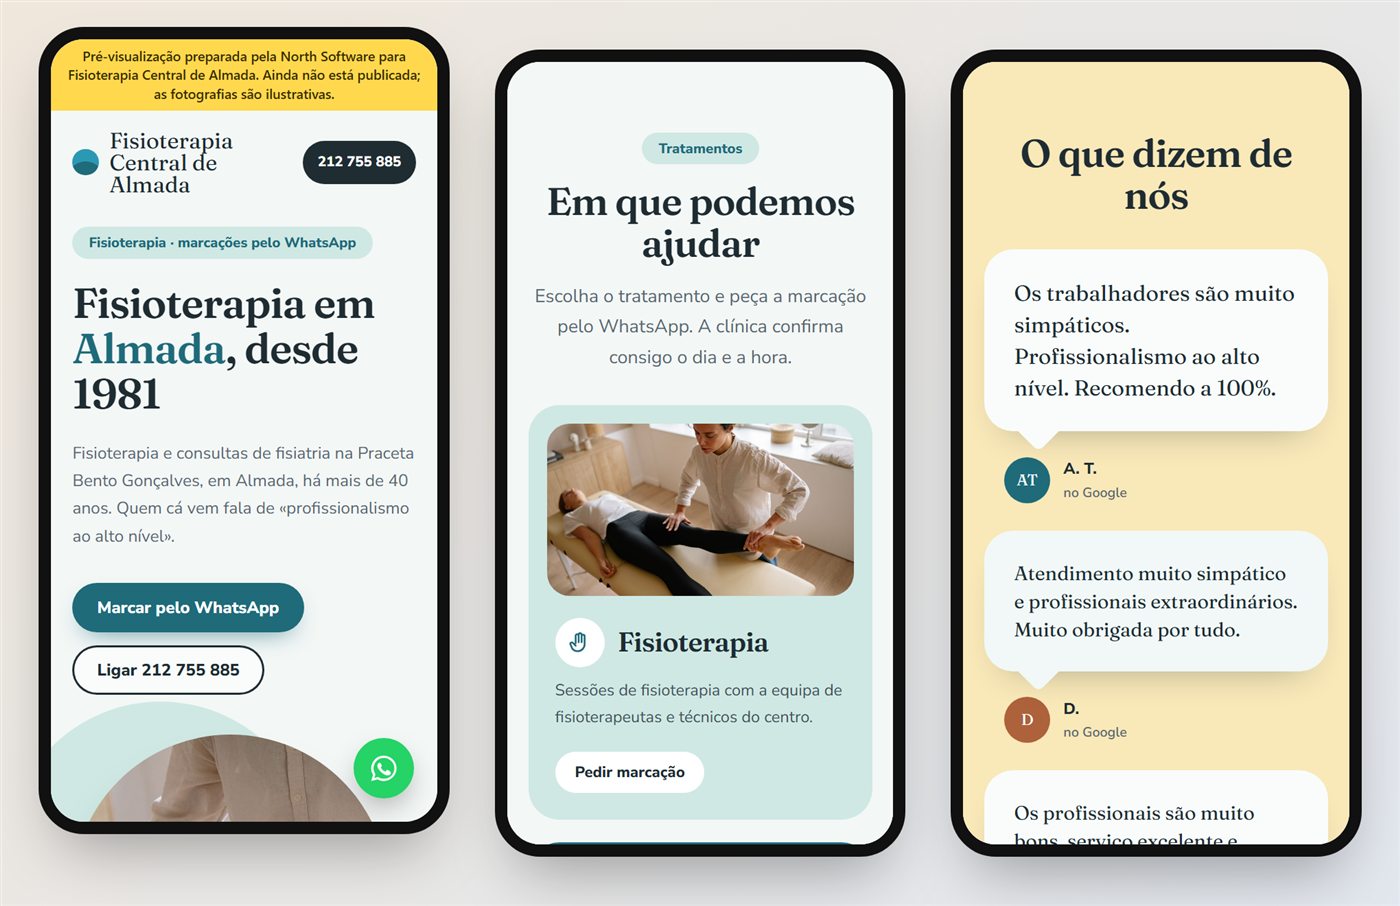 Pré-visualização preparada pela North Software para
Fisioterapia Central de Almada. Ainda não está publicada;
as fotografias são ilustrativas.
Fisioterapia
Central de
Almada
212 755 885
Fisioterapia · marcações pelo WhatsApp
Fisioterapia em
Almada, desde
1981
Fisioterapia e consultas de fisiatria na Praceta
Bento Gonçalves, em Almada, há mais de 40
anos. Quem cá vem fala de «profissionalismo
ao alto nível».
Marcar pelo WhatsApp
Ligar 212 755 885
Tratamentos
Em que podemos
ajudar
Escolha o tratamento e peça a marcação
pelo WhatsApp. A clínica confirma
consigo o dia e a hora.
Fisioterapia
Sessões de fisioterapia com a equipa de
fisioterapeutas e técnicos do centro.
Pedir marcação
O que dizem de
nós
Os trabalhadores são muito
simpáticos.
Profissionalismo ao alto
nível. Recomendo a 100%.
AT
A. T.
no Google
Atendimento muito simpático
e profissionais extraordinários.
Muito obrigada por tudo.
D
D.
no Google
Os profissionais são muito
bons, serviço excelente e